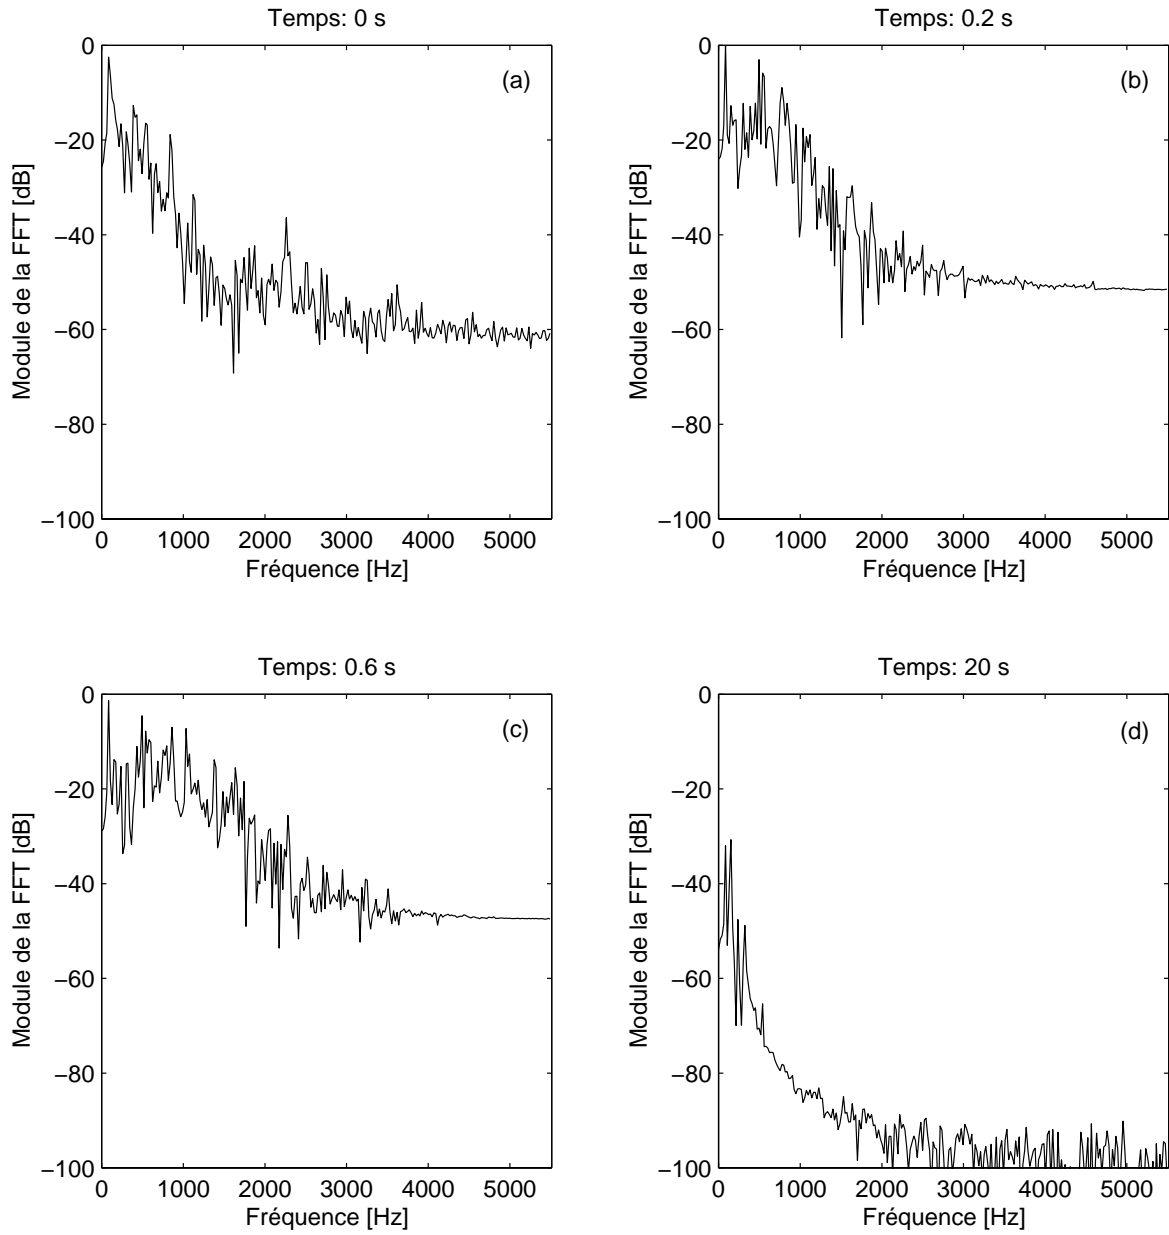 Temps: 0 s
(a)
0
−20
−40
−60
−80
−100
Module de la FFT [dB]
0 1000 2000 3000 4000 5000
Fréquence [Hz]
Temps: 0.2 s
(b)
0
−20
−40
−60
−80
−100
Module de la FFT [dB]
0 1000 2000 3000 4000 5000
Fréquence [Hz]
Temps: 0.6 s
(c)
0
−20
−40
−60
−80
−100
Module de la FFT [dB]
0 1000 2000 3000 4000 5000
Fréquence [Hz]
Temps: 20 s
(d)
0
−20
−40
−60
−80
−100
Module de la FFT [dB]
0 1000 2000 3000 4000 5000
Fréquence [Hz]